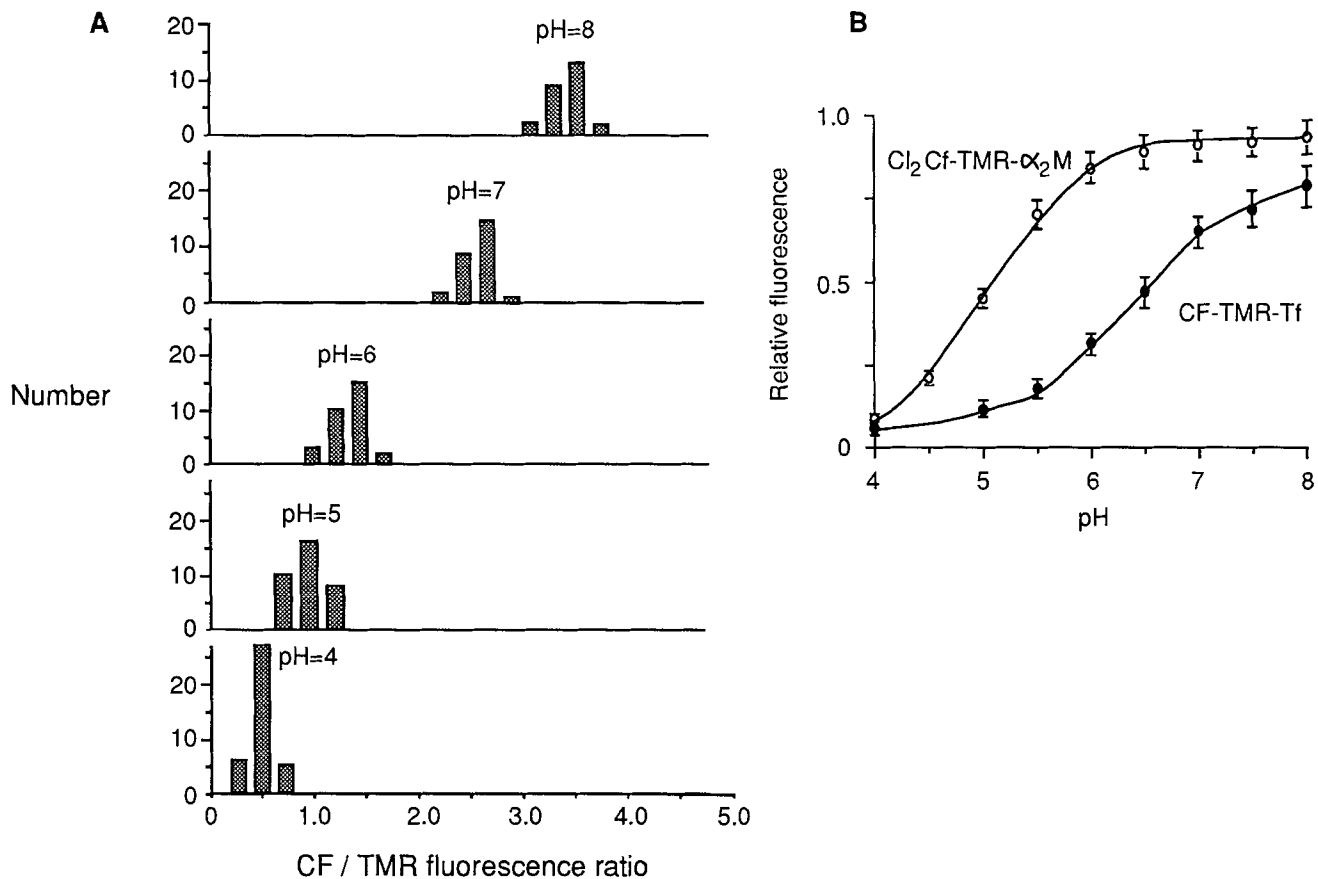 A
20
10
0
pH=8
20
10
0
pH=7
20
10
0
pH=6
Number
20
10
0
pH=5
20
10
0
pH=4
0 1.0 2.0 3.0 4.0 5.0
CF / TMR fluorescence ratio
B
1.0
0.5
0
Relative fluorescence
Cl₂Cf-TMR-α₂M
CF-TMR-Tf
4 5 6 7 8
pH